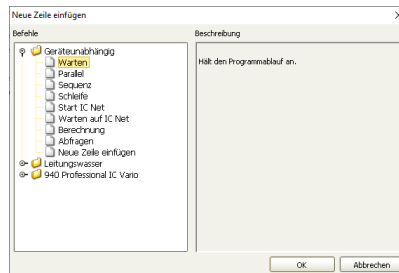 Neue Zeile einfügen
Befehle
Geräteunabhängig
Warten
Parallel
Sequenz
Schleife
Start IC Net
Warten auf IC Net
Berechnung
Abfragen
Neue Zeile einfügen
Leitungswasser
940 Professional IC Vario
Beschreibung
Hält den Programmablauf an.
OK
Abbrechen